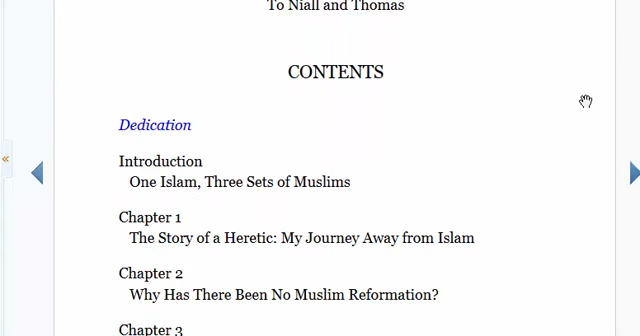 To Niall and Thomas
CONTENTS
Dedication
Introduction
One Islam, Three Sets of Muslims
Chapter 1
The Story of a Heretic: My Journey Away from Islam
Chapter 2
Why Has There Been No Muslim Reformation?
Chapter 3